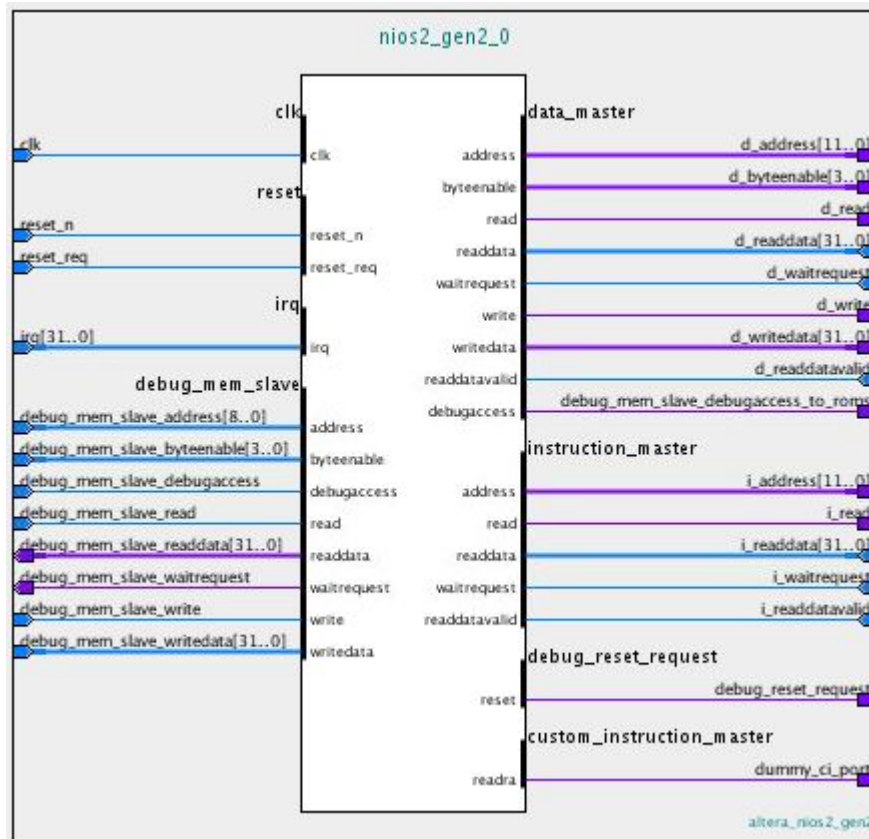 nios2_gen2_0
clk
clk
clk
reset
reset_n
reset_n
reset_req
reset_req
irq
irq[31..0]
irq
debug_mem_slave
debug_mem_slave_address[8..0]
address
debug_mem_slave_byteenable[3..0]
byteenable
debug_mem_slave_debugaccess
debugaccess
debug_mem_slave_read
read
debug_mem_slave_readdata[31..0]
readdata
debug_mem_slave_waitrequest
waitrequest
debug_mem_slave_write
write
debug_mem_slave_writedata[31..0]
writedata
data_master
address
d_address[11..0]
byteenable
d_byteenable[3..0]
read
d_read
readdata
d_readdata[31..0]
waitrequest
d_waitrequest
write
d_write
writedata
d_writedata[31..0]
readdatavalid
d_readdatavalid
debugaccess
debug_mem_slave_debugaccess_to_roms
instruction_master
address
i_address[11..0]
read
i_read
readdata
i_readdata[31..0]
waitrequest
i_waitrequest
readdatavalid
i_readdatavalid
debug_reset_request
reset
debug_reset_request
custom_instruction_master
readra
dummy_ci_port
altera_nios2_gen2